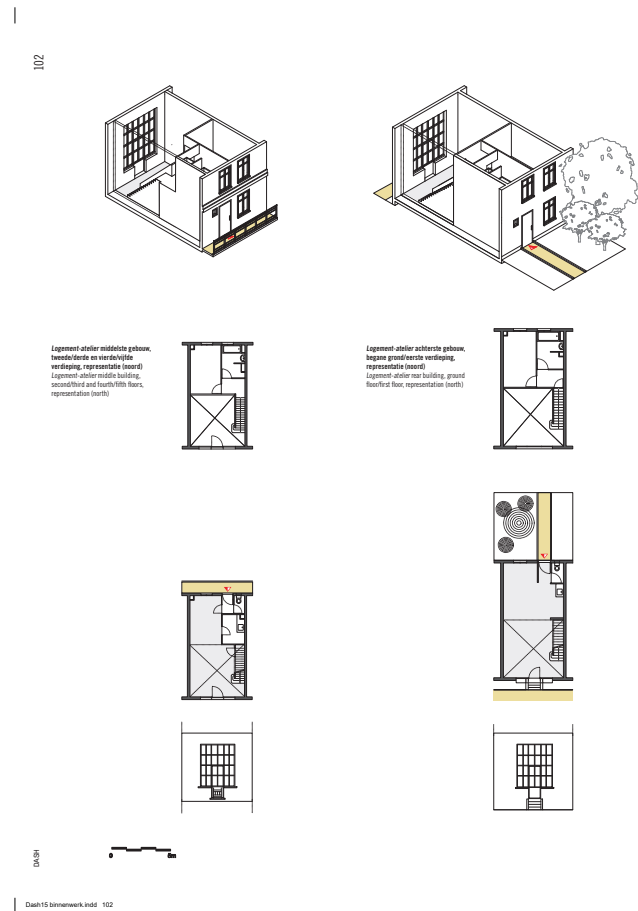 102
Logement-atelier middelste gebouw,
tweede/derde en vierde/vijfde
verdieping, representatie (noord)
Logement-atelier middle building,
second/third and fourth/fifth floors,
representation (north)
Logement-atelier achterste gebouw,
begane grond/eerste verdieping,
representatie (noord)
Logement-atelier rear building, ground
floor/first floor, representation (north)
DASH
0
Dash15 binnenwerk.indd 102